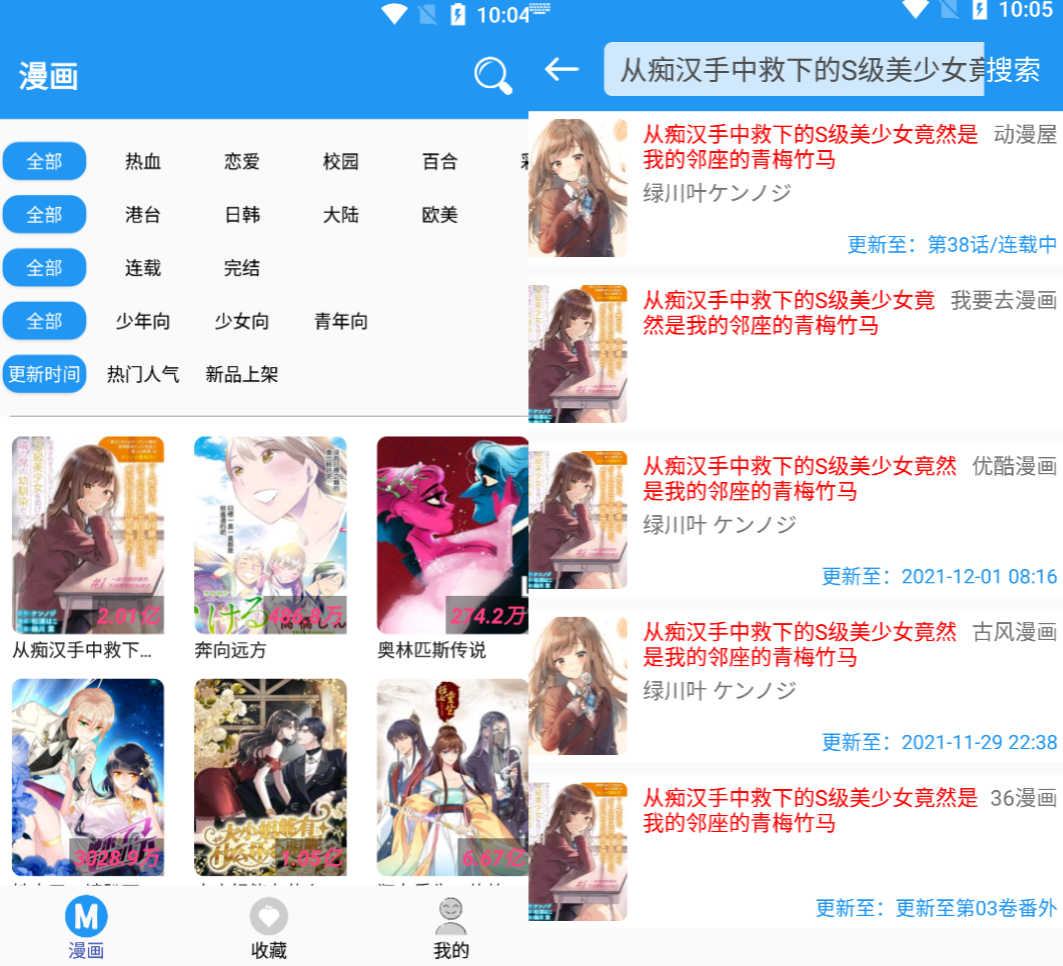 10:04
漫画
全部 热血 恋爱 校园 百合
全部 港台 日韩 大陆 欧美
全部 连载 完结
全部 少年向 少女向 青年向
更新时间 热门人气 新品上架
2.01亿
486.8万
274.2万
从痴汉手中救下... 奔向远方 奥林匹斯传说
3028.9万
1.05亿
6.67亿
漫画 收藏 我的
10:05
从痴汉手中救下的S级美少女竟 搜索
从痴汉手中救下的S级美少女竟然是 动漫屋
我的邻座的青梅竹马
绿川叶ケンノジ
更新至：第38话/连载中
从痴汉手中救下的S级美少女竟 我要去漫画
然是我的邻座的青梅竹马
从痴汉手中救下的S级美少女竟然 优酷漫画
是我的邻座的青梅竹马
绿川叶 ケンノジ
更新至：2021-12-01 08:16
从痴汉手中救下的S级美少女竟然 古风漫画
是我的邻座的青梅竹马
绿川叶 ケンノジ
更新至：2021-11-29 22:38
从痴汉手中救下的S级美少女竟然是 36漫画
我的邻座的青梅竹马
更新至：更新至第03卷番外